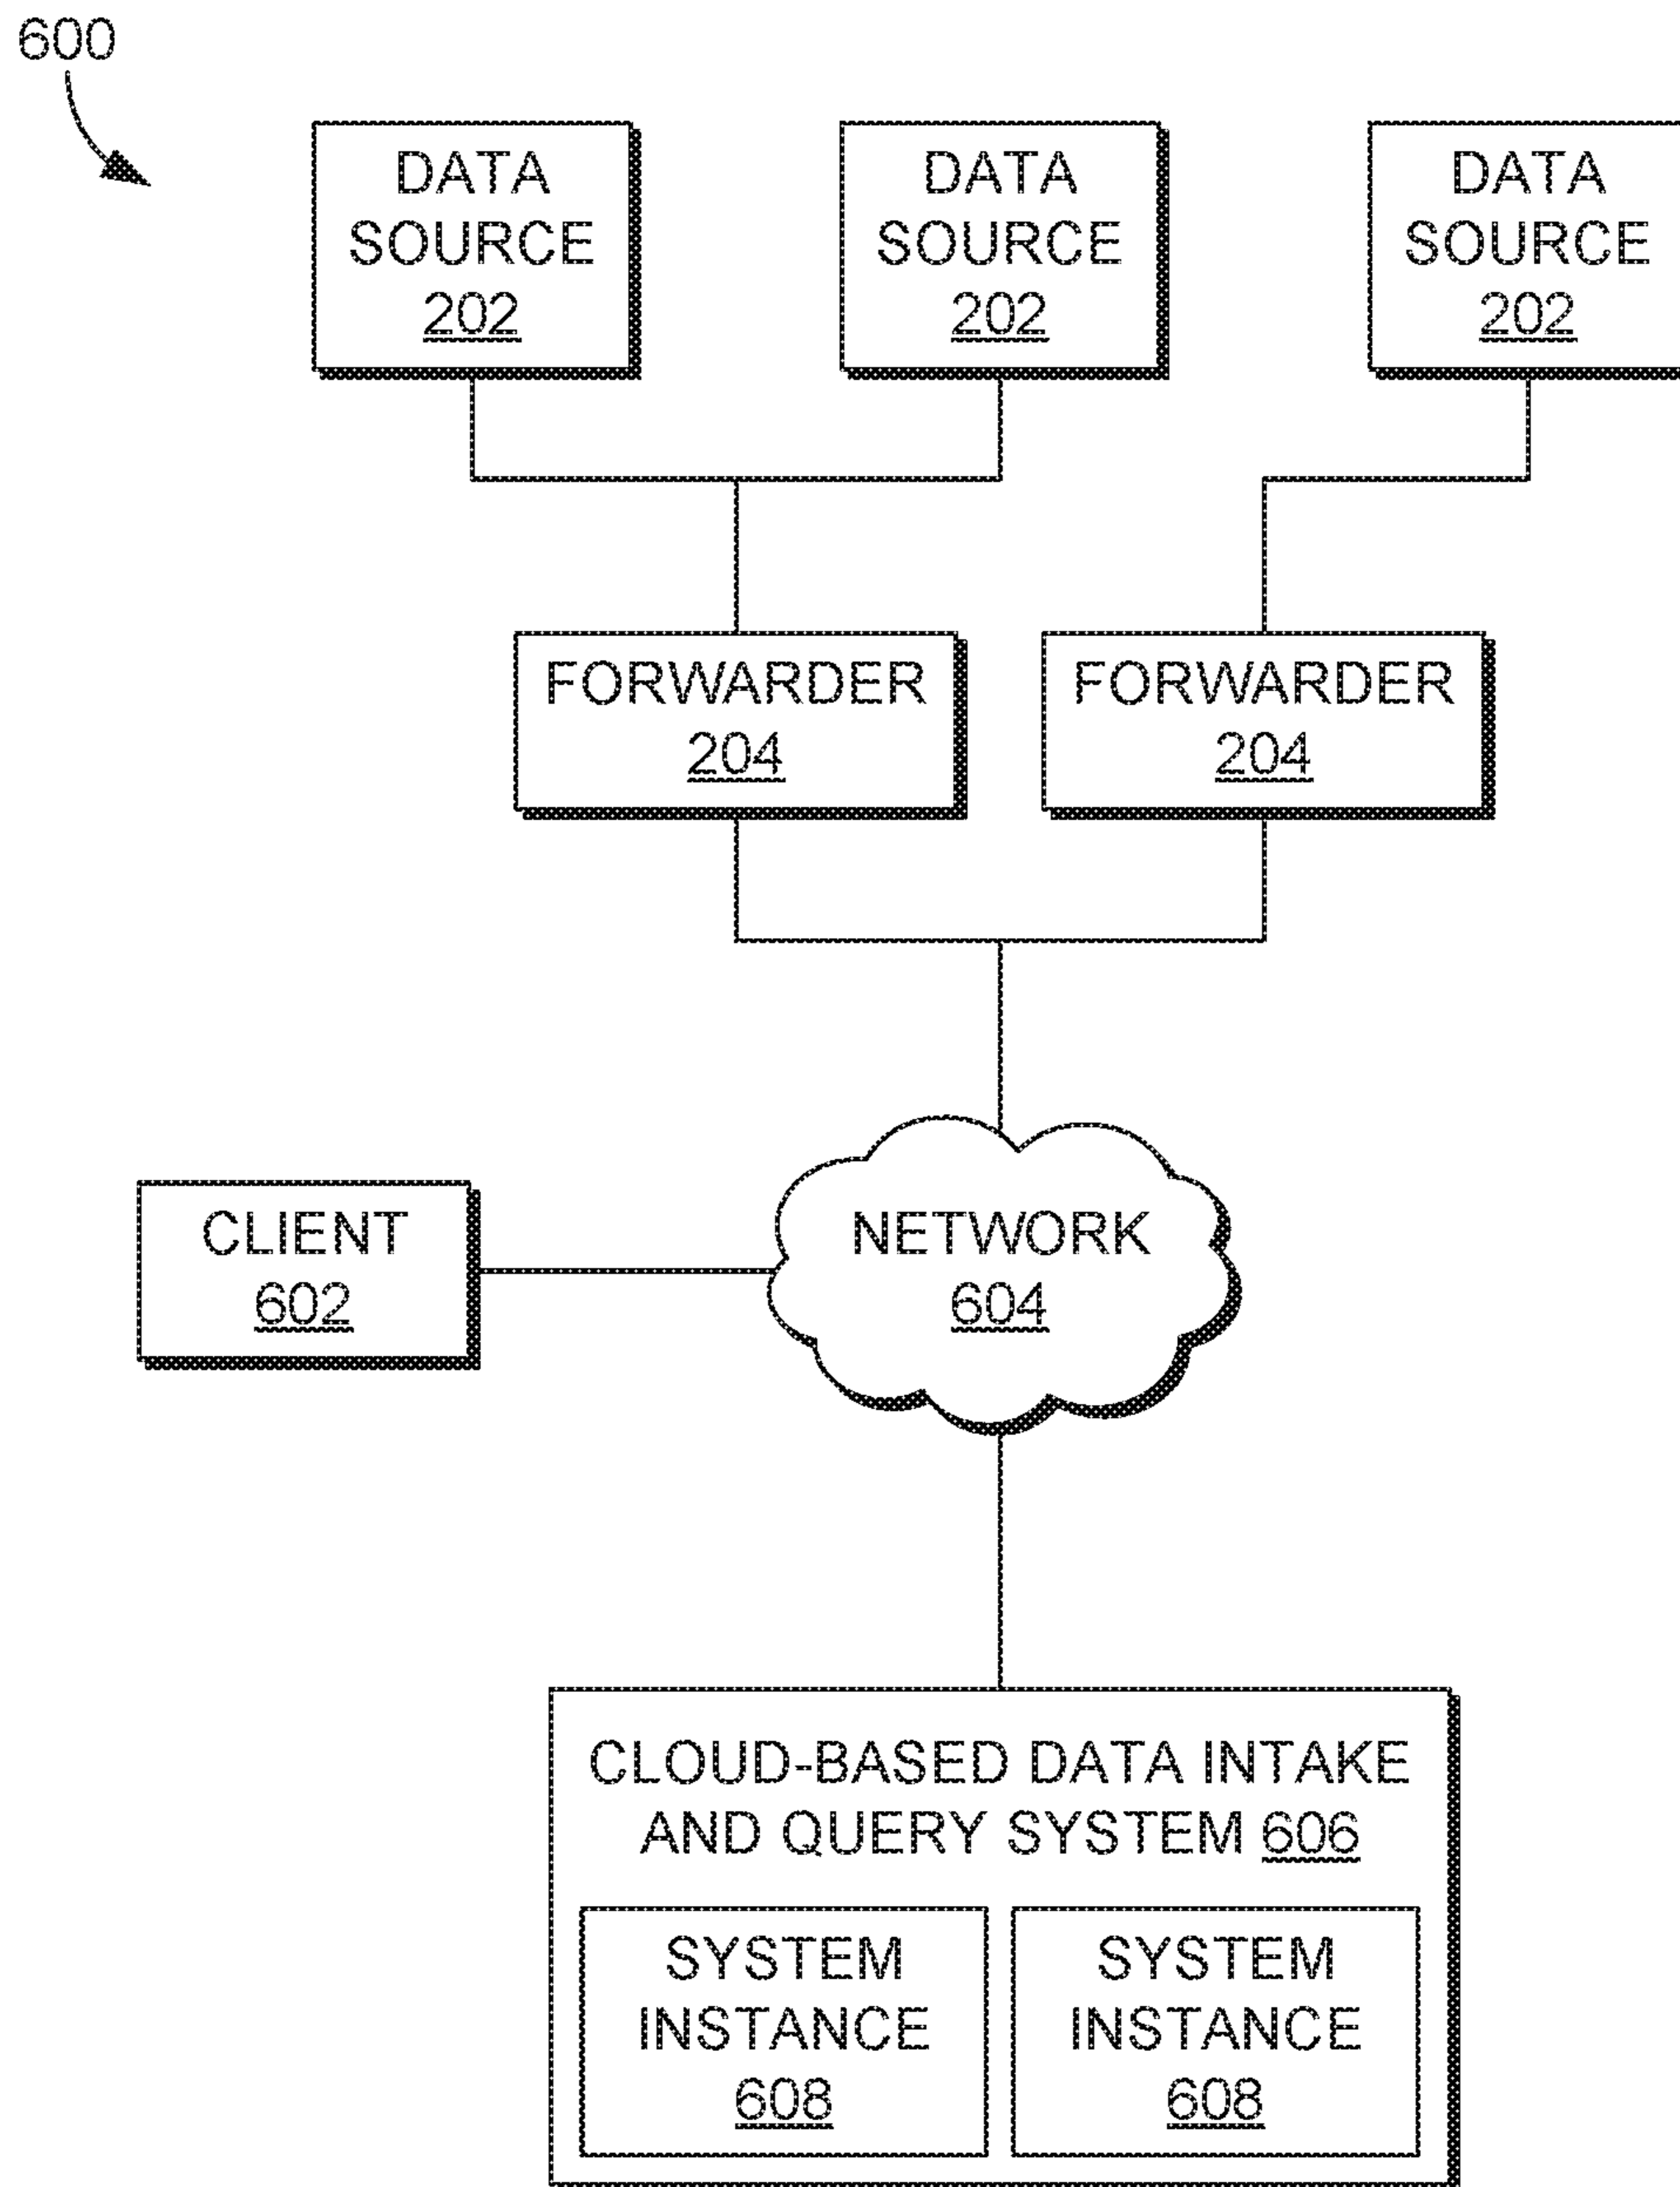 600
DATA
SOURCE
202
DATA
SOURCE
202
DATA
SOURCE
202
FORWARDER
204
FORWARDER
204
CLIENT
602
NETWORK
604
CLOUD-BASED DATA INTAKE
AND QUERY SYSTEM 606
SYSTEM
INSTANCE
608
SYSTEM
INSTANCE
608